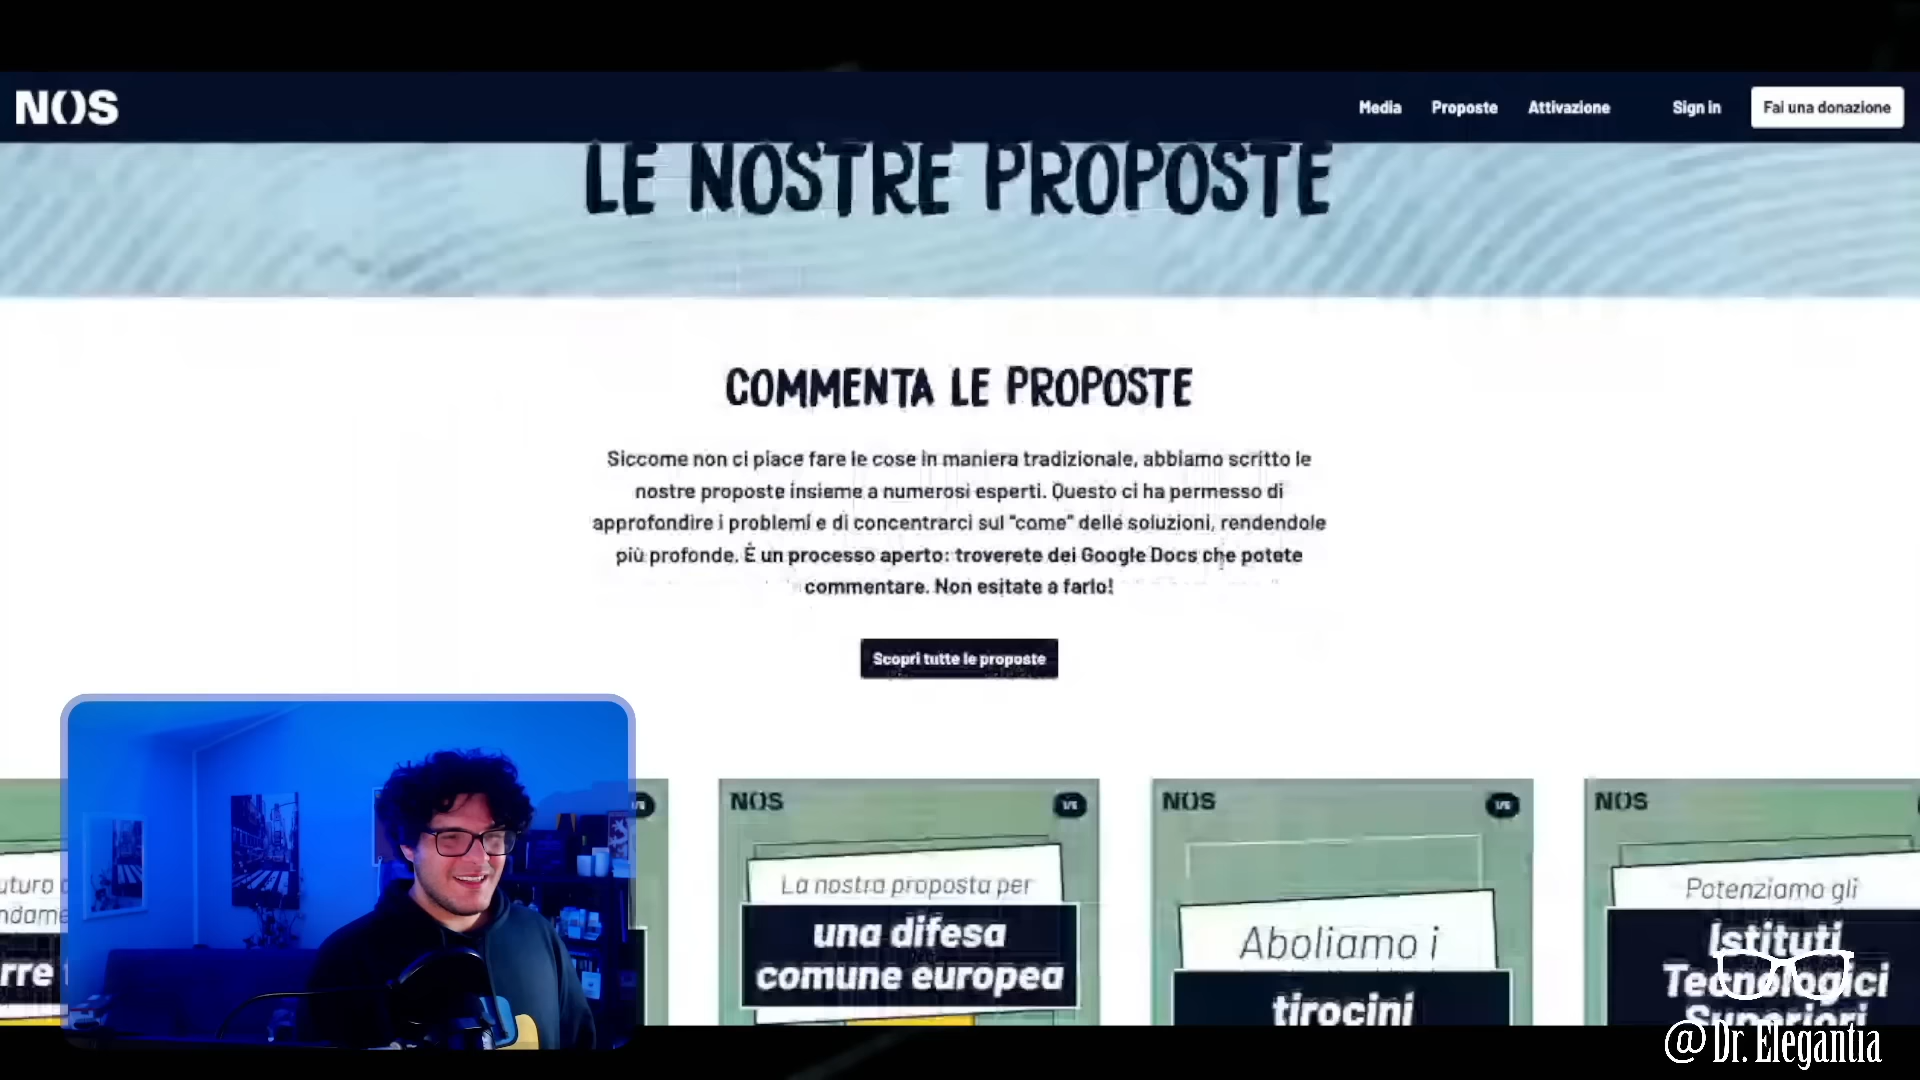 NOS
Media Proposte Attivazione Sign in Fai una donazione
LE NOSTRE PROPOSTE
COMMENTA LE PROPOSTE
Siccome non ci piace fare le cose in maniera tradizionale, abbiamo scritto le
nostre proposte insieme a numerosi esperti. Questo ci ha permesso di
approfondire i problemi e di concentrarci sul "come" delle soluzioni, rendendole
più profonde. È un processo aperto: troverete dei Google Docs che potete
commentare. Non esitate a farlo!
Scopri tutte le proposte
NOS 1/5
La nostra proposta per
una difesa
comune europea
NOS
Aboliamo i
tirocini
NOS
Potenziamo gli
Istituti
Tecnologici
Superiori
@Dr. Elegantia